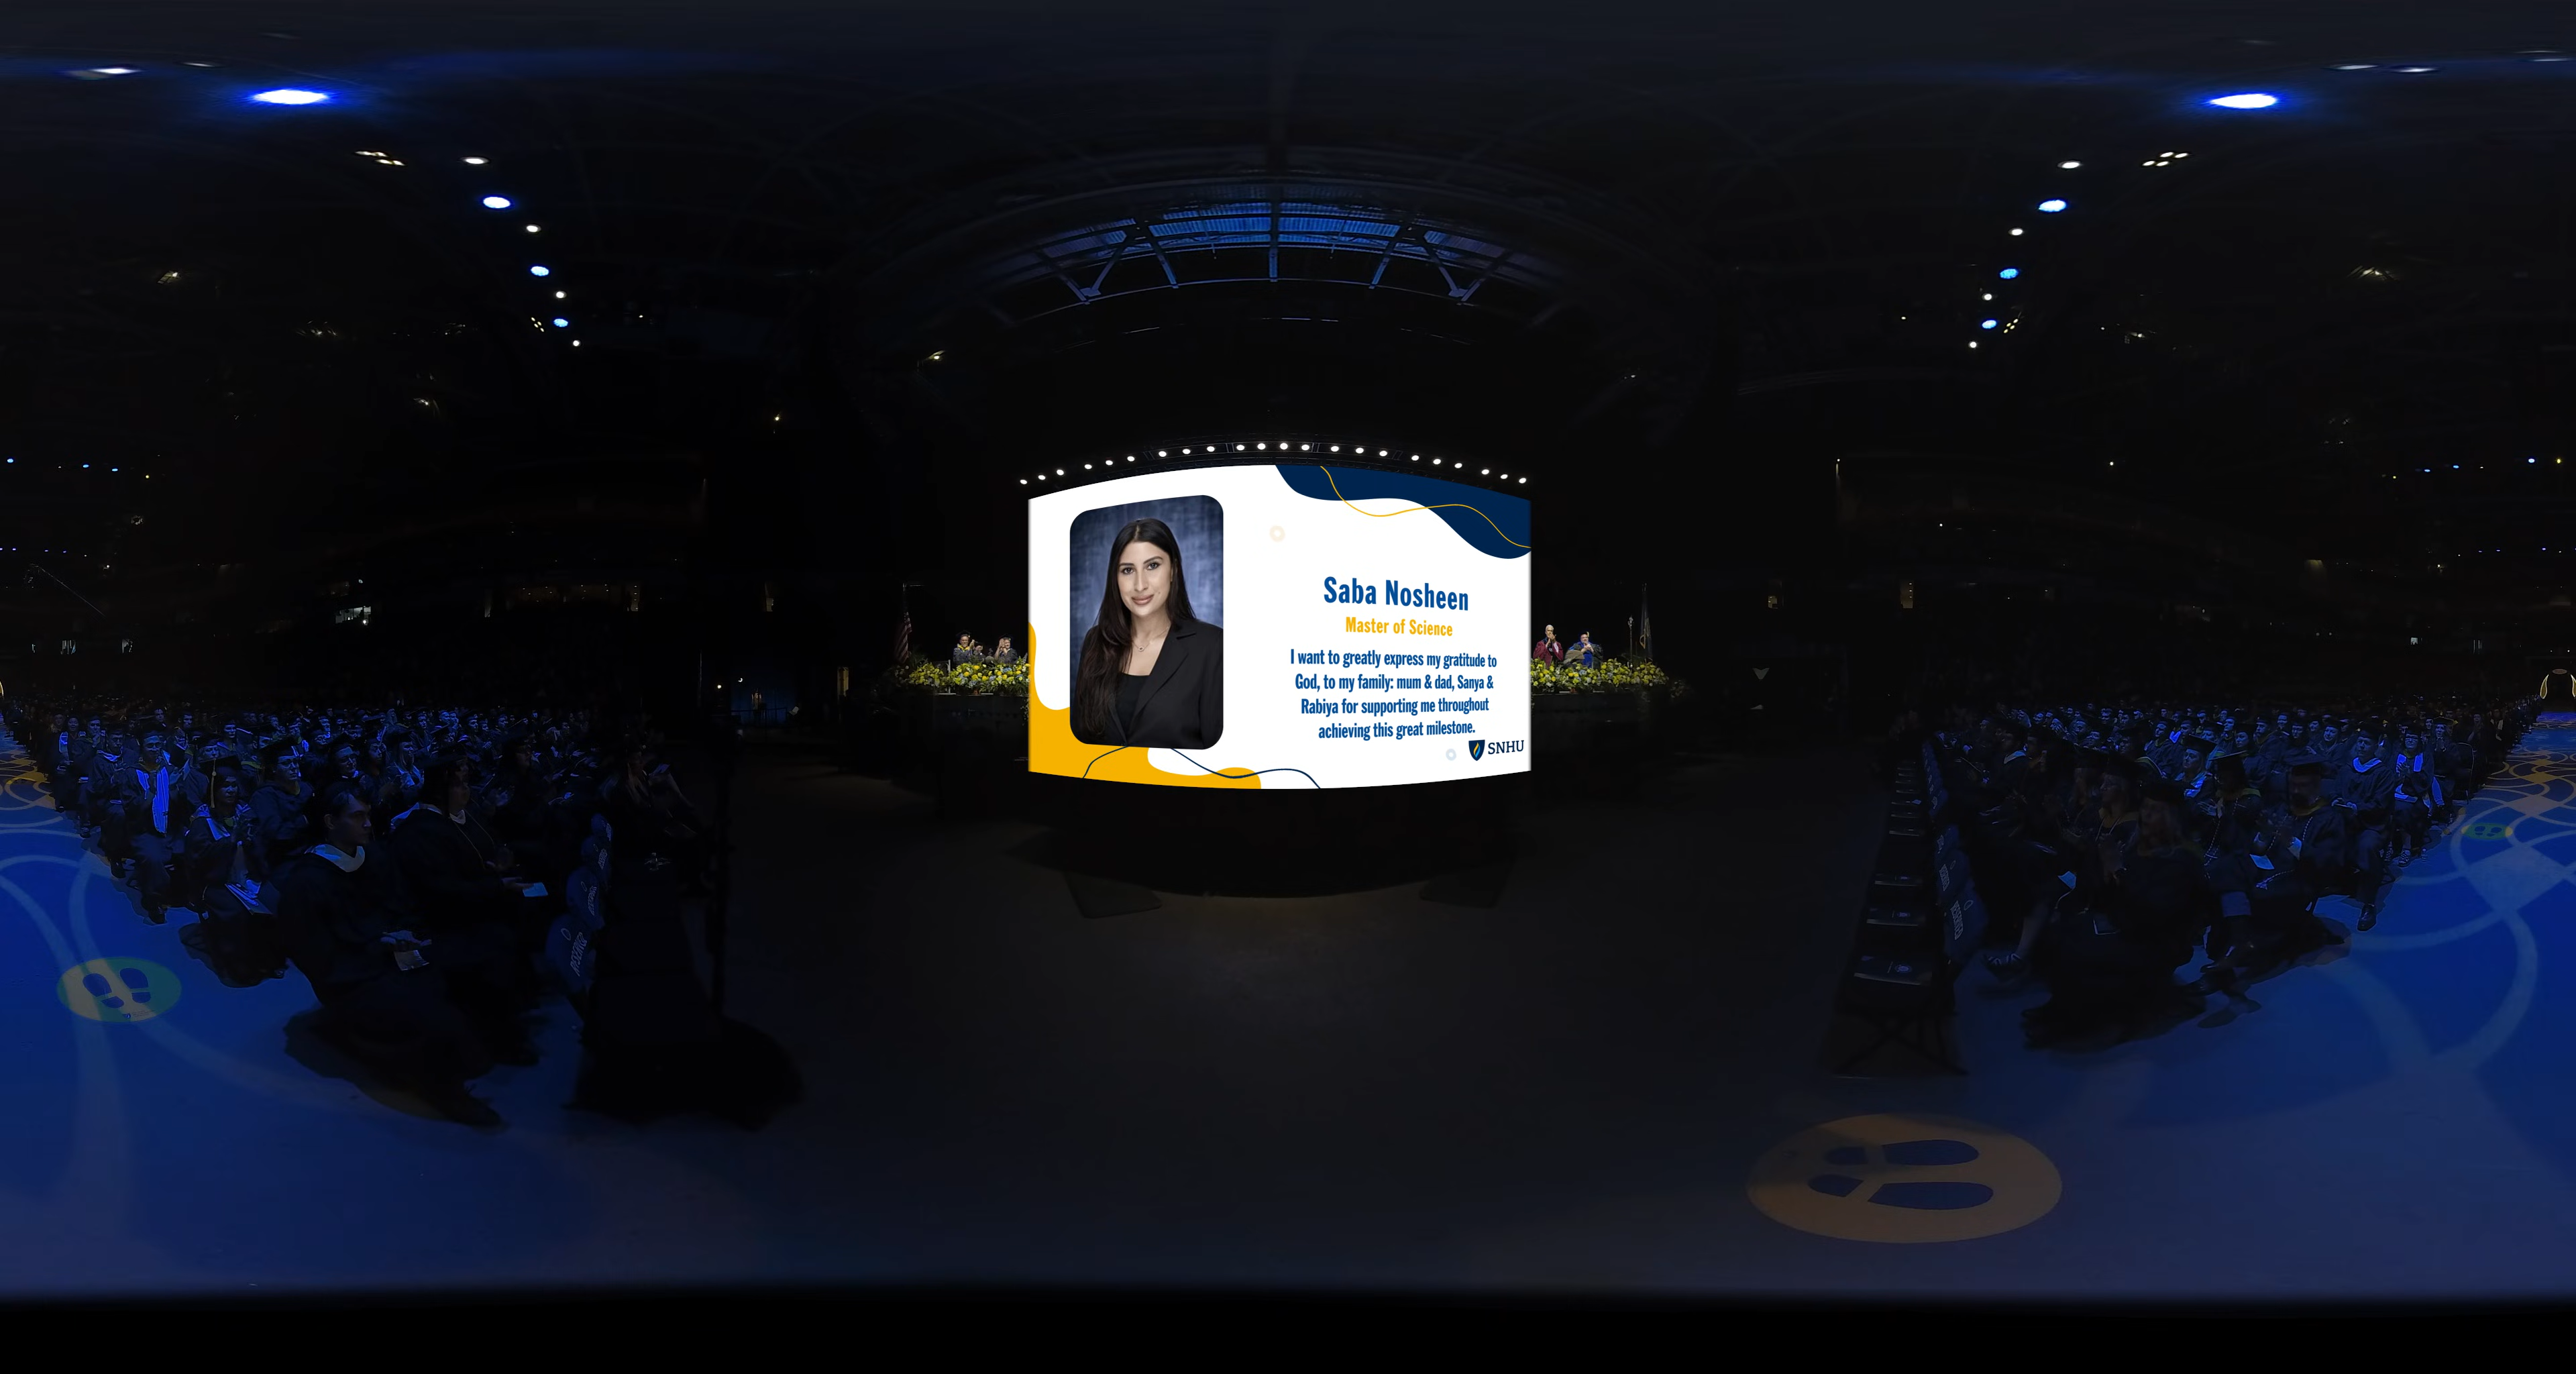 Saba Nosheen
Master of Science
I want to greatly express my gratitude to
God, to my family: mum & dad, Sanya &
Rabiya for supporting me throughout
achieving this great milestone.
SNHU